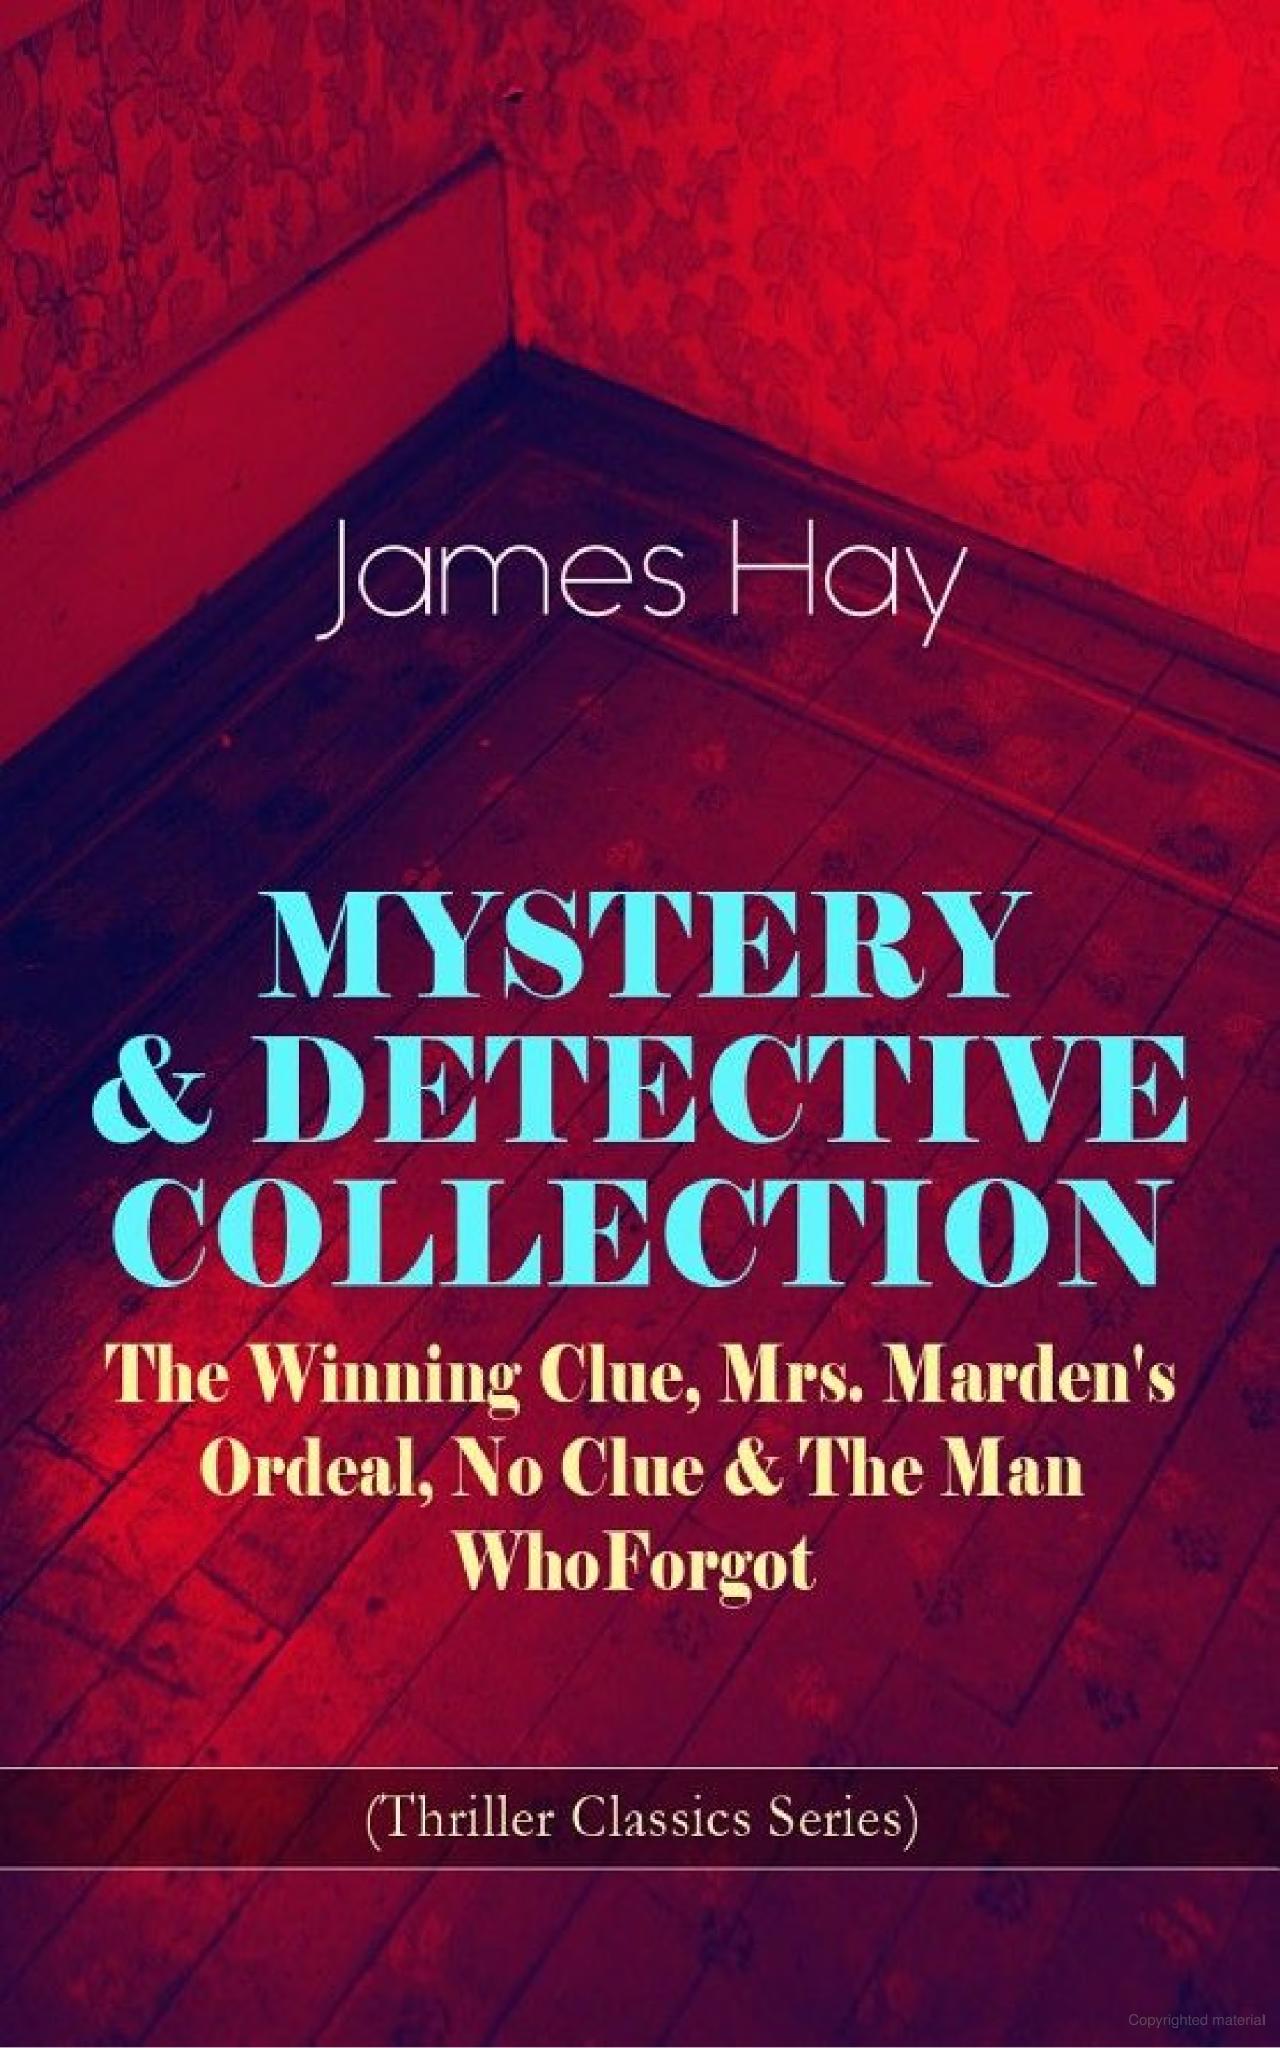 James Hay
MYSTERY
& DETECTIVE
COLLECTION
The Winning Clue, Mrs. Marden's
Ordeal, No Clue & The Man
WhoForgot
(Thriller Classics Series)
Copyrighted material